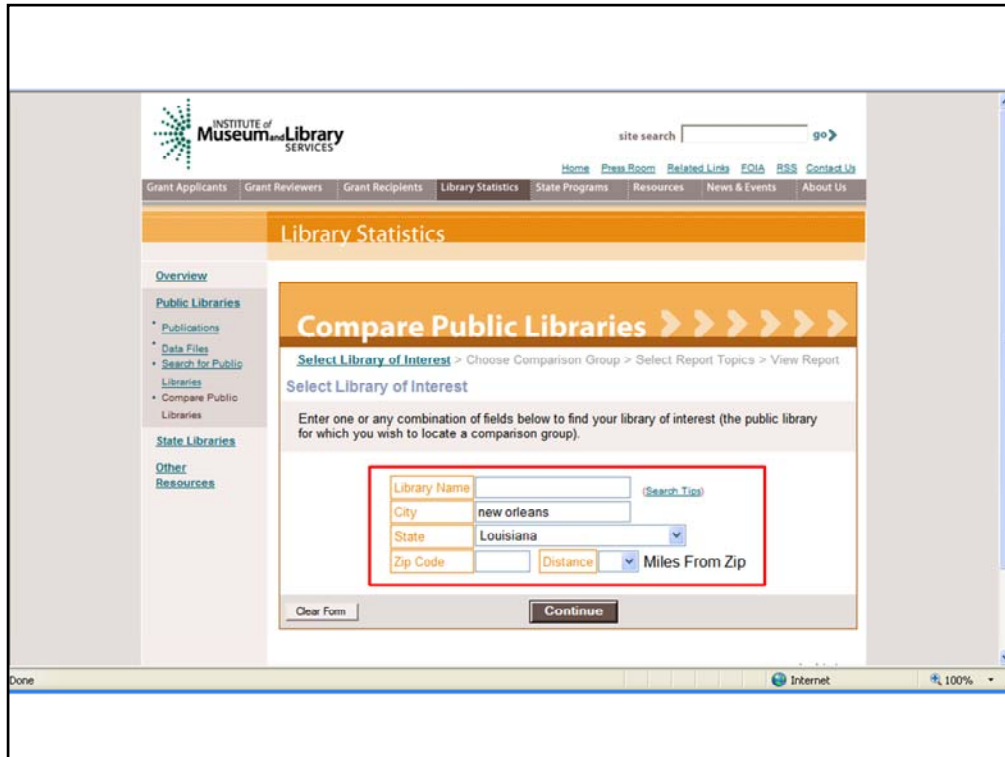 INSTITUTE of
Museum and Library
SERVICES
site search go
Home Press Room Related Links FOIA RSS Contact Us
Grant Applicants Grant Reviewers Grant Recipients Library Statistics State Programs Resources News & Events About Us
Library Statistics
Overview
Public Libraries
Publications
Data Files
Search for Public
Libraries
Compare Public
Libraries
State Libraries
Other
Resources
Compare Public Libraries
Select Library of Interest > Choose Comparison Group > Select Report Topics > View Report
Select Library of Interest
Enter one or any combination of fields below to find your library of interest (the public library
for which you wish to locate a comparison group).
Library Name (Search Tips)
City new orleans
State Louisiana
Zip Code Distance Miles From Zip
Clear Form Continue
Done Internet 100%